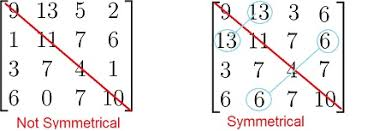 9 13 5 2
1 11 7 6
3 7 4 1
6 0 7 10
Not Symmetrical
9 13 3 6
13 11 7 6
3 7 4 7
6 6 7 10
Symmetrical